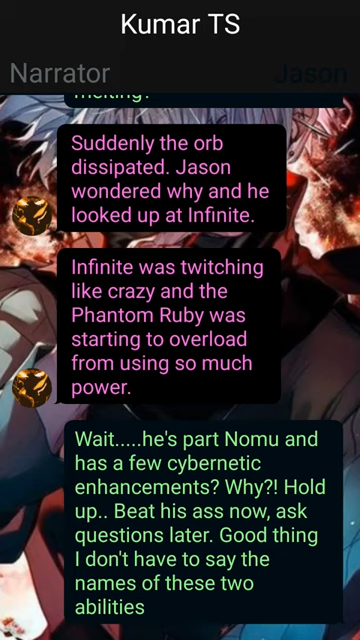 Kumar TS
Narrator
Jason
melting?
Suddenly the orb
dissipated. Jason
wondered why and he
looked up at Infinite.
Infinite was twitching
like crazy and the
Phantom Ruby was
starting to overload
from using so much
power.
Wait.....he's part Nomu and
has a few cybernetic
enhancements? Why?! Hold
up.. Beat his ass now, ask
questions later. Good thing
I don't have to say the
names of these two
abilities